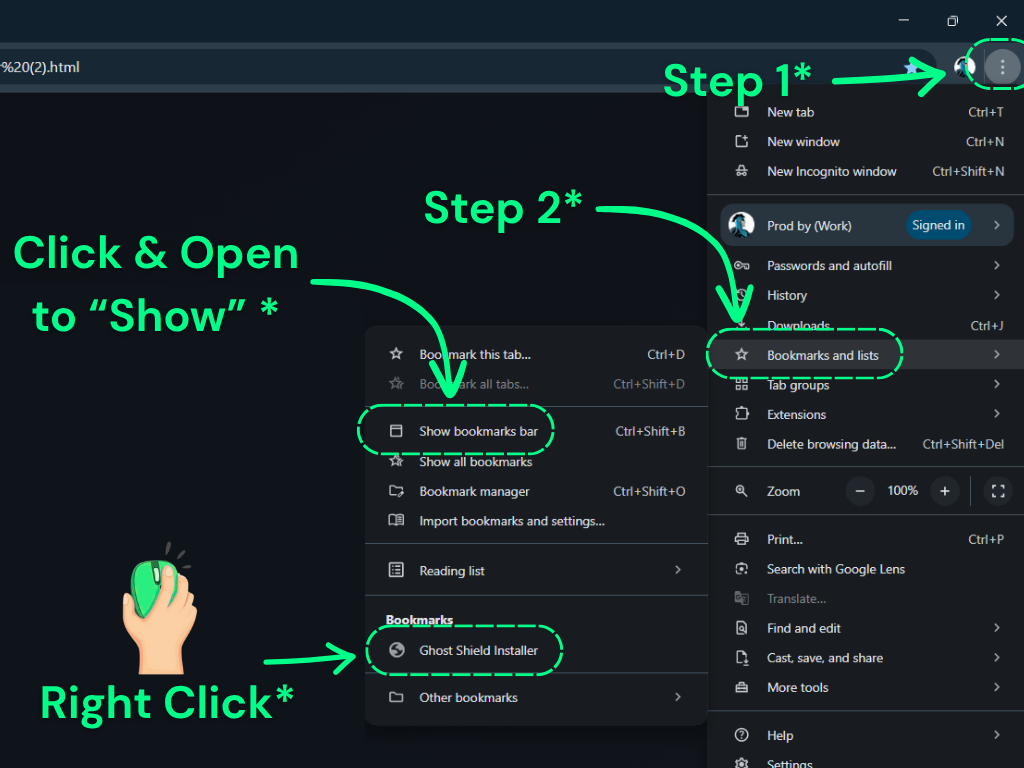 r%20(2).html
Step 1*
New tab Ctrl+T
New window Ctrl+N
New Incognito window Ctrl+Shift+N
Step 2*
Prod by (Work) Signed in
Click & Open
to “Show” *
Passwords and autofill
History
Downloads Ctrl+J
Bookmarks and lists
Tab groups
Extensions
Delete browsing data... Ctrl+Shift+Del
Zoom 100%
Print... Ctrl+P
Search with Google Lens
Translate...
Find and edit
Cast, save, and share
More tools
Help
Settings
Bookmark this tab... Ctrl+D
Bookmark all tabs... Ctrl+Shift+D
Show bookmarks bar Ctrl+Shift+B
Show all bookmarks
Bookmark manager Ctrl+Shift+O
Import bookmarks and settings...
Reading list
Bookmarks
Ghost Shield Installer
Other bookmarks
Right Click*